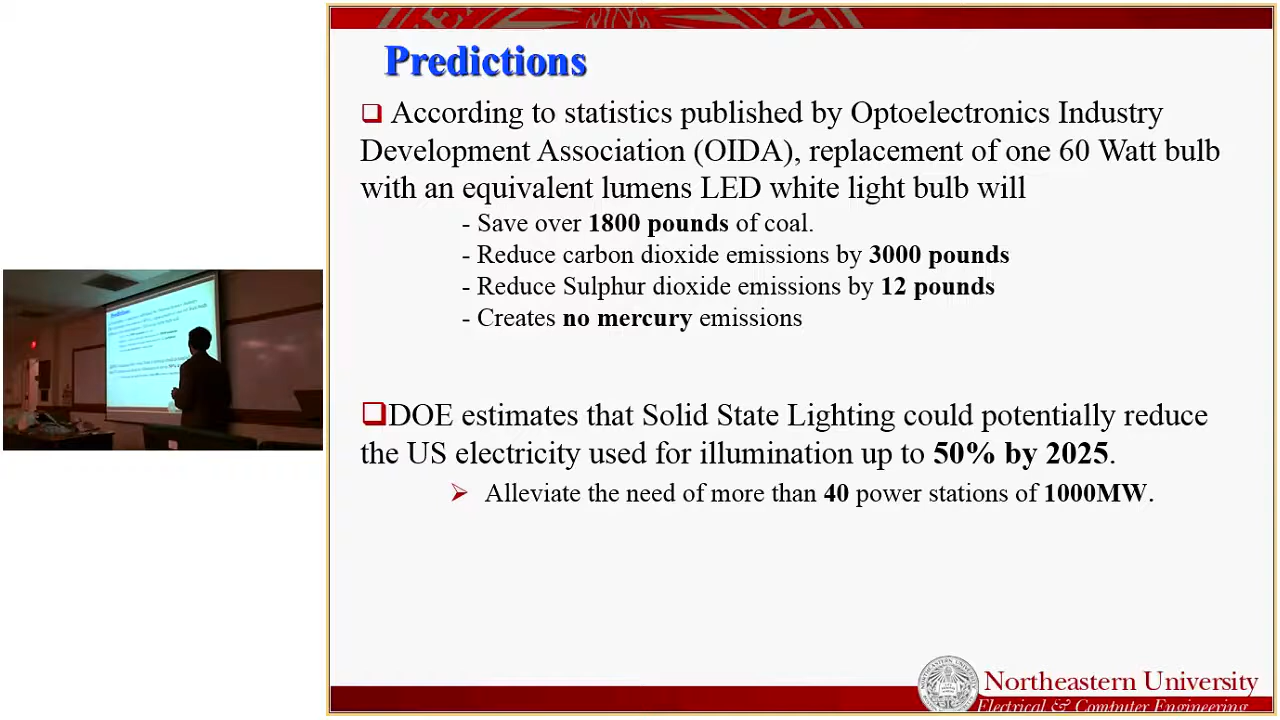 Predictions
According to statistics published by Optoelectronics Industry
Development Association (OIDA), replacement of one 60 Watt bulb
with an equivalent lumens LED white light bulb will
- Save over 1800 pounds of coal.
- Reduce carbon dioxide emissions by 3000 pounds
- Reduce Sulphur dioxide emissions by 12 pounds
- Creates no mercury emissions
DOE estimates that Solid State Lighting could potentially reduce
the US electricity used for illumination up to 50% by 2025.
Alleviate the need of more than 40 power stations of 1000MW.
Northeastern University
Electrical & Computer Engineering
Predictions